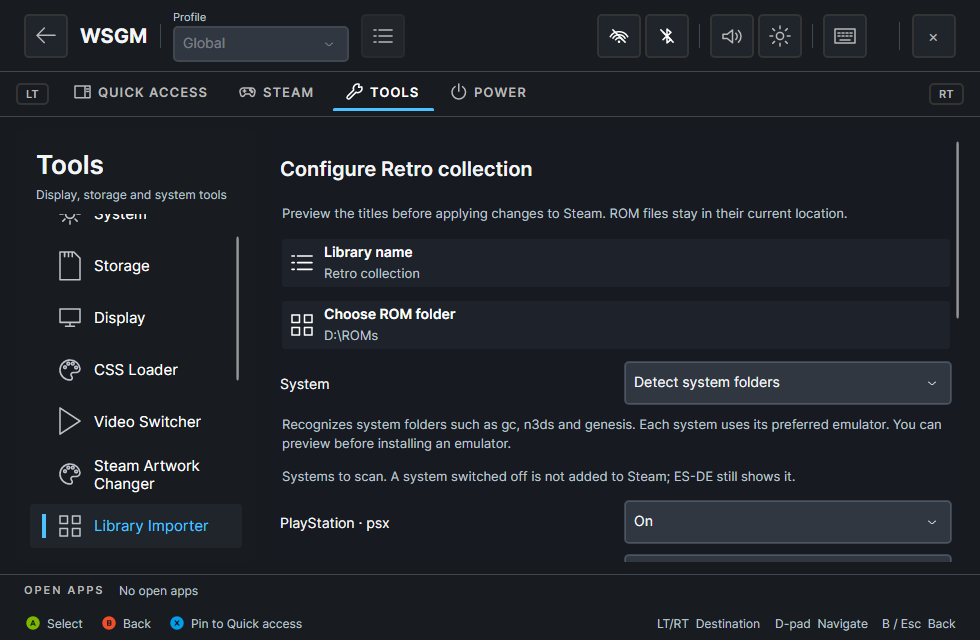 WSGM
Profile
Global
LT
QUICK ACCESS
STEAM
TOOLS
POWER
RT
Tools
Display, storage and system tools
System
Storage
Display
CSS Loader
Video Switcher
Steam Artwork
Changer
Library Importer
Configure Retro collection
Preview the titles before applying changes to Steam. ROM files stay in their current location.
Library name
Retro collection
Choose ROM folder
D:\ROMs
System
Detect system folders
Recognizes system folders such as gc, n3ds and genesis. Each system uses its preferred emulator. You can
preview before installing an emulator.
Systems to scan. A system switched off is not added to Steam; ES-DE still shows it.
PlayStation · psx
On
OPEN APPS No open apps
A Select B Back X Pin to Quick access
LT/RT Destination D-pad Navigate B / Esc Back